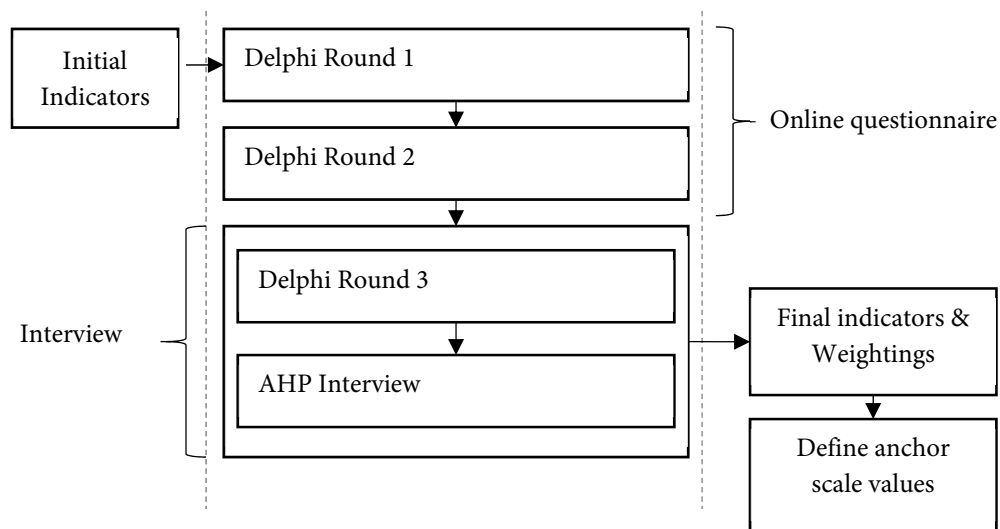 Initial
Indicators
Delphi Round 1
Delphi Round 2
Online questionnaire
Interview
Delphi Round 3
AHP Interview
Final indicators &
Weightings
Define anchor
scale values